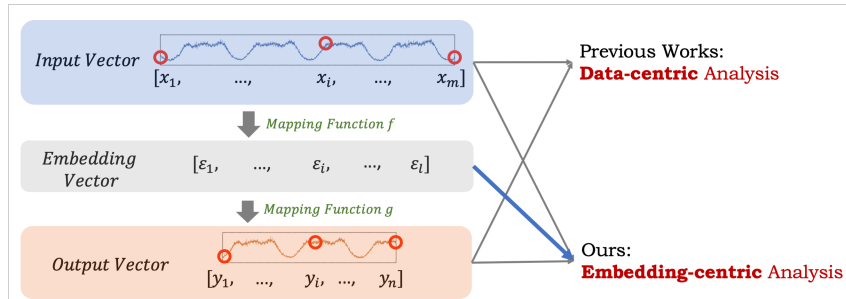 Input Vector
[x₁, ..., xᵢ, ..., xₘ]
Mapping Function f
Embedding
Vector
[ε₁, ..., εᵢ, ..., εₗ]
Mapping Function g
Output Vector
[y₁, ..., yᵢ, ..., yₙ]
Previous Works:
Data-centric Analysis
Ours:
Embedding-centric Analysis